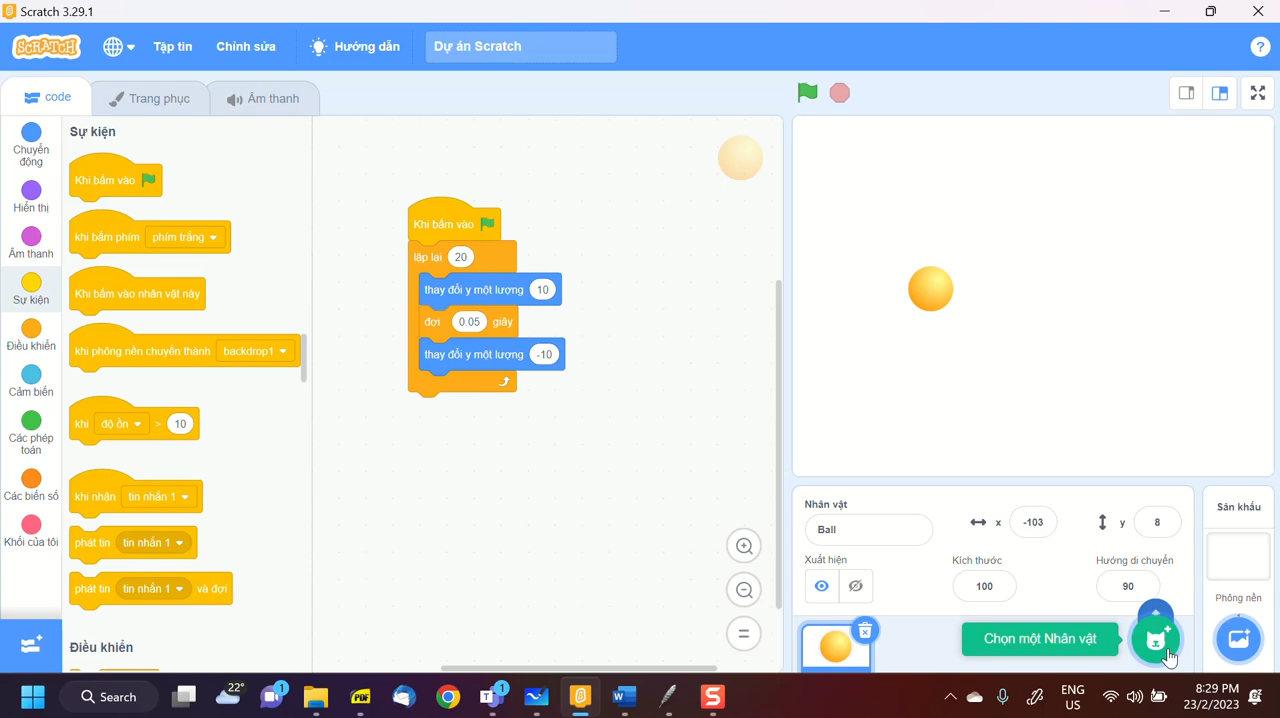 Scratch 3.29.1
SCRATCH
Tập tin
Chỉnh sửa
Hướng dẫn
Dự án Scratch
?
code
Trang phục
Âm thanh
Chuyển động
Hiển thị
Âm thanh
Sự kiện
Điều khiển
Cảm biến
Các phép toán
Các biến số
Khối của tôi
Sự kiện
Khi bấm vào
khi bấm phím phím trắng
Khi bấm vào nhân vật này
khi phông nền chuyển thành backdrop1
khi độ ồn > 10
khi nhận tin nhắn 1
phát tin tin nhắn 1
phát tin tin nhắn 1 và đợi
Điều khiển
Khi bấm vào
lặp lại 20
thay đổi y một lượng 10
đợi 0.05 giây
thay đổi y một lượng -10
Nhân vật
Ball
x -103
y 8
Xuất hiện
Kích thước
100
Hướng di chuyển
90
Chọn một Nhân vật
Sân khấu
Phông nền
Search
22°
1
PDF
1
ENG
US
8:29 PM
23/2/2023